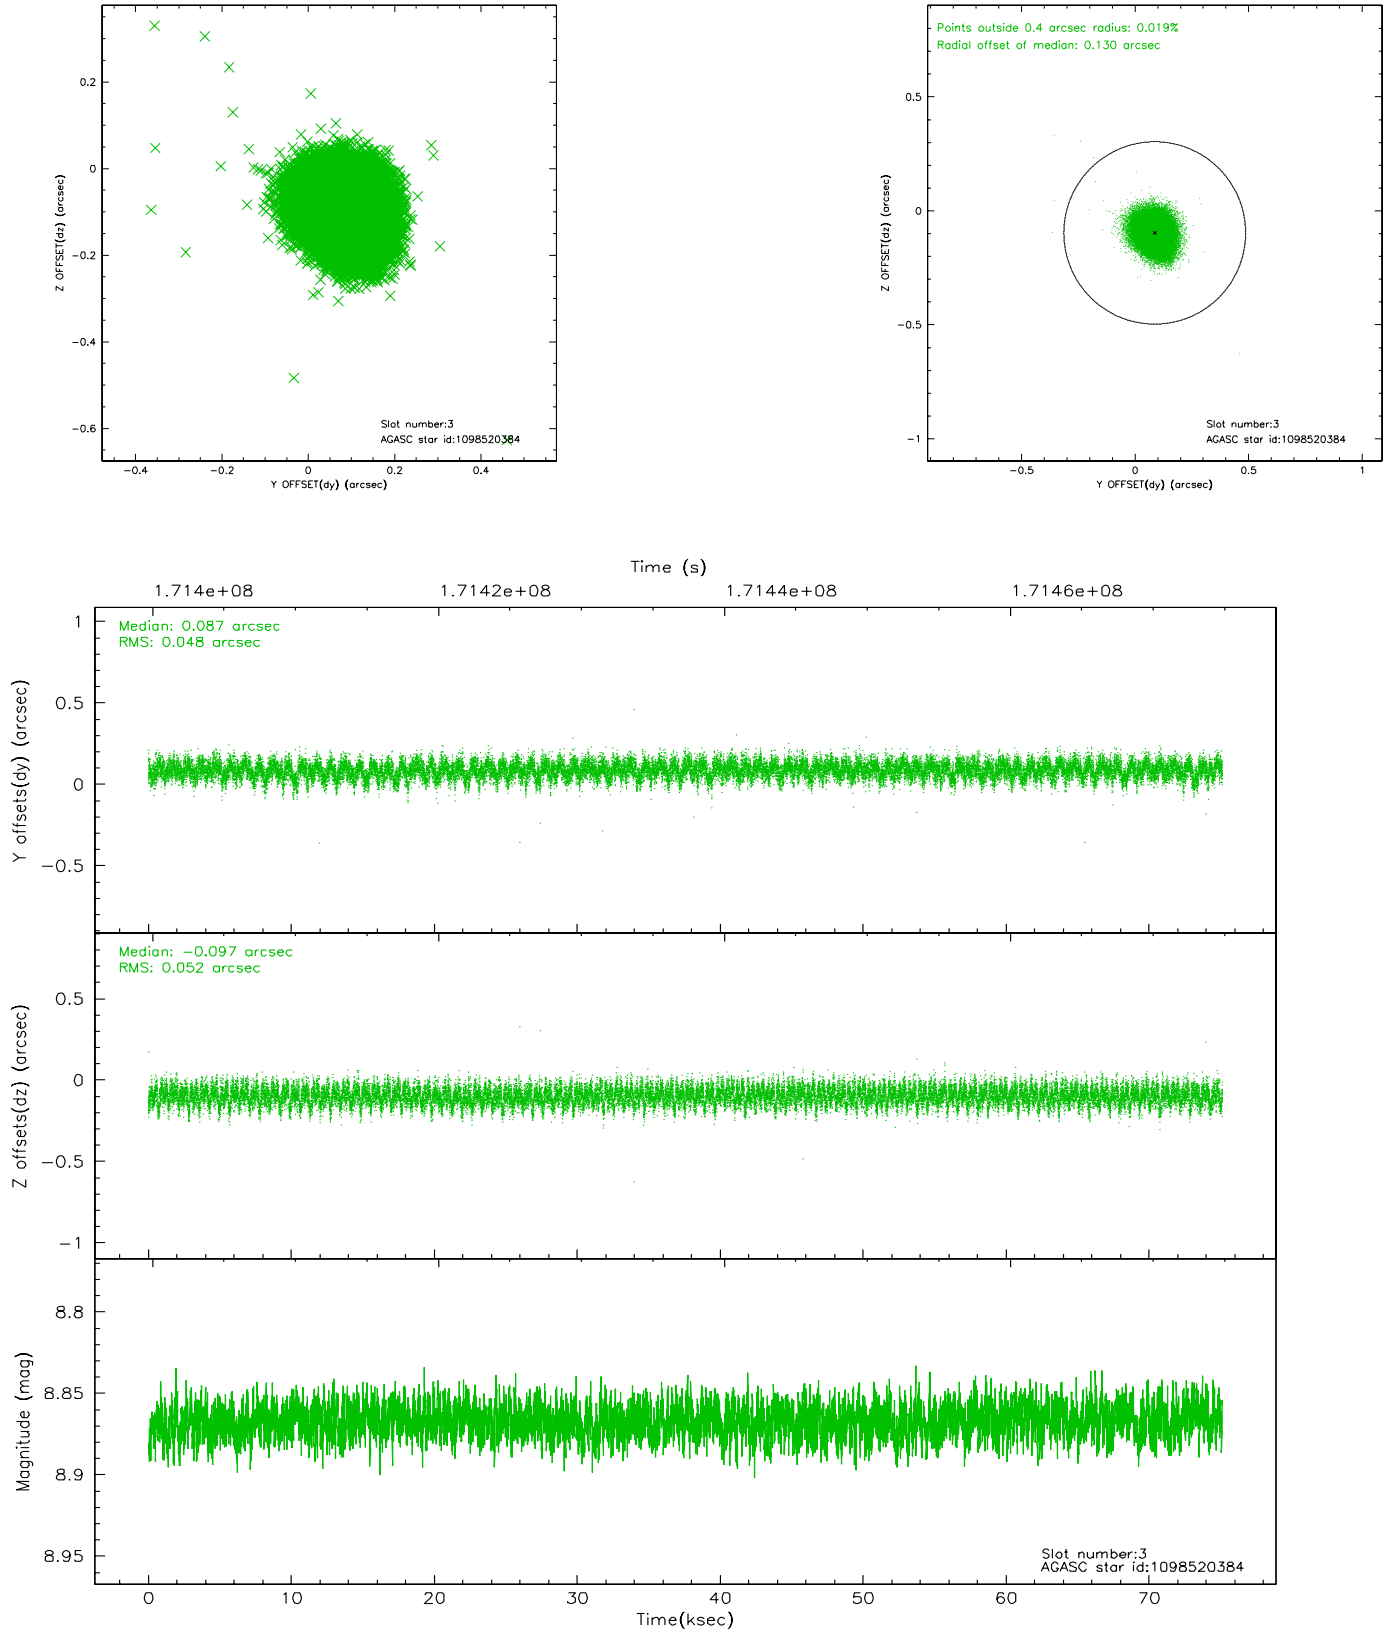 0.2
0
−0.2
−0.4
−0.6
Z OFFSET(dz) (arcsec)
Slot number:3
AGASC star id:1098520384
−0.4
−0.2
0
0.2
0.4
Y OFFSET(dy) (arcsec)
Points outside 0.4 arcsec radius: 0.019%
Radial offset of median: 0.130 arcsec
0.5
0
−0.5
−1
Z OFFSET(dz) (arcsec)
Slot number:3
AGASC star id:1098520384
−0.5
0
0.5
1
Y OFFSET(dy) (arcsec)
Time (s)
1.714e+08
1.7142e+08
1.7144e+08
1.7146e+08
Median: 0.087 arcsec
RMS: 0.048 arcsec
1
0.5
0
−0.5
Y offsets(dy) (arcsec)
Median: −0.097 arcsec
RMS: 0.052 arcsec
0.5
0
−0.5
−1
Z offsets(dz) (arcsec)
8.8
8.85
8.9
8.95
Magnitude (mag)
Slot number:3
AGASC star id:1098520384
0
10
20
30
40
50
60
70
Time(ksec)